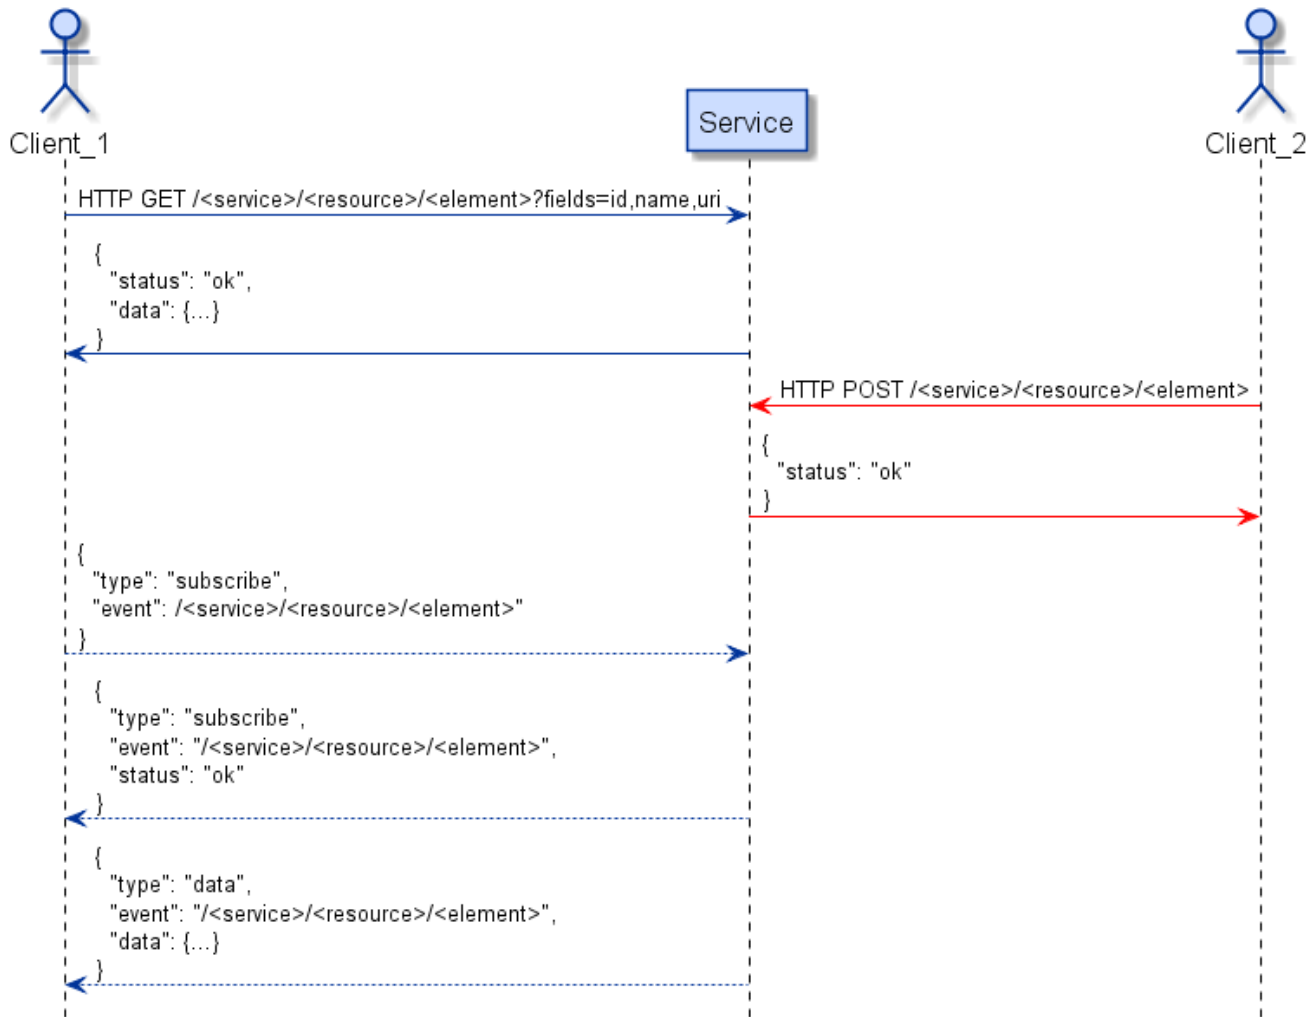 Client_1
Service
Client_2
HTTP GET /<service>/<resource>/<element>?fields=id,name,uri
{
"status": "ok",
"data": {...}
}
HTTP POST /<service>/<resource>/<element>
{
"status": "ok"
}
{
"type": "subscribe",
"event": /<service>/<resource>/<element>"
}
{
"type": "subscribe",
"event": "/<service>/<resource>/<element>",
"status": "ok"
}
{
"type": "data",
"event": "/<service>/<resource>/<element>",
"data": {...}
}